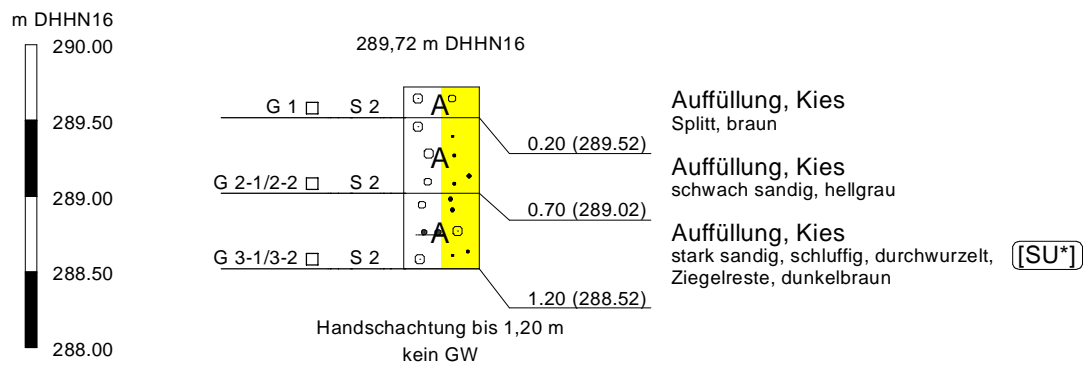 m DHHN16
290.00
289.50
289.00
288.50
288.00
289,72 m DHHN16
G 1 S 2
G 2-1/2-2 S 2
G 3-1/3-2 S 2
A
A
A
0.20 (289.52)
0.70 (289.02)
1.20 (288.52)
Auffüllung, Kies
Splitt, braun
Auffüllung, Kies
schwach sandig, hellgrau
Auffüllung, Kies
stark sandig, schluffig, durchwurzelt,
Ziegelreste, dunkelbraun
[SU*]
Handschachtung bis 1,20 m
kein GW